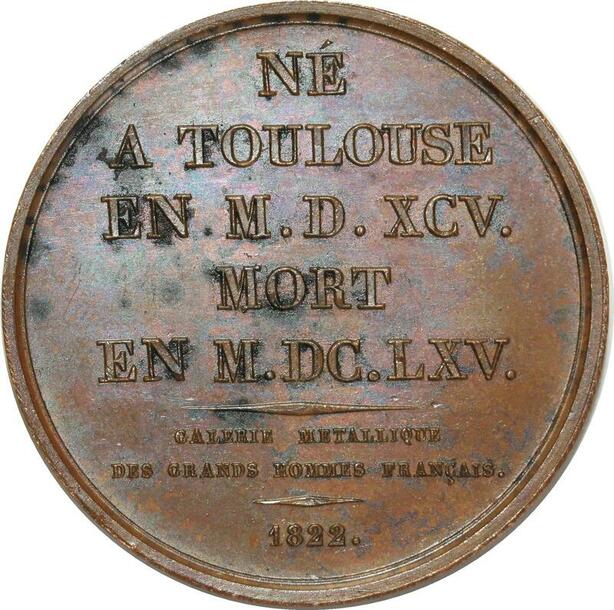 NÉ
A TOULOUSE
EN M.D.XCV.
MORT
EN M.DC.LXV.
GALERIE METALLIQUE
DES GRANDS HOMMES FRANÇAIS.
1822.